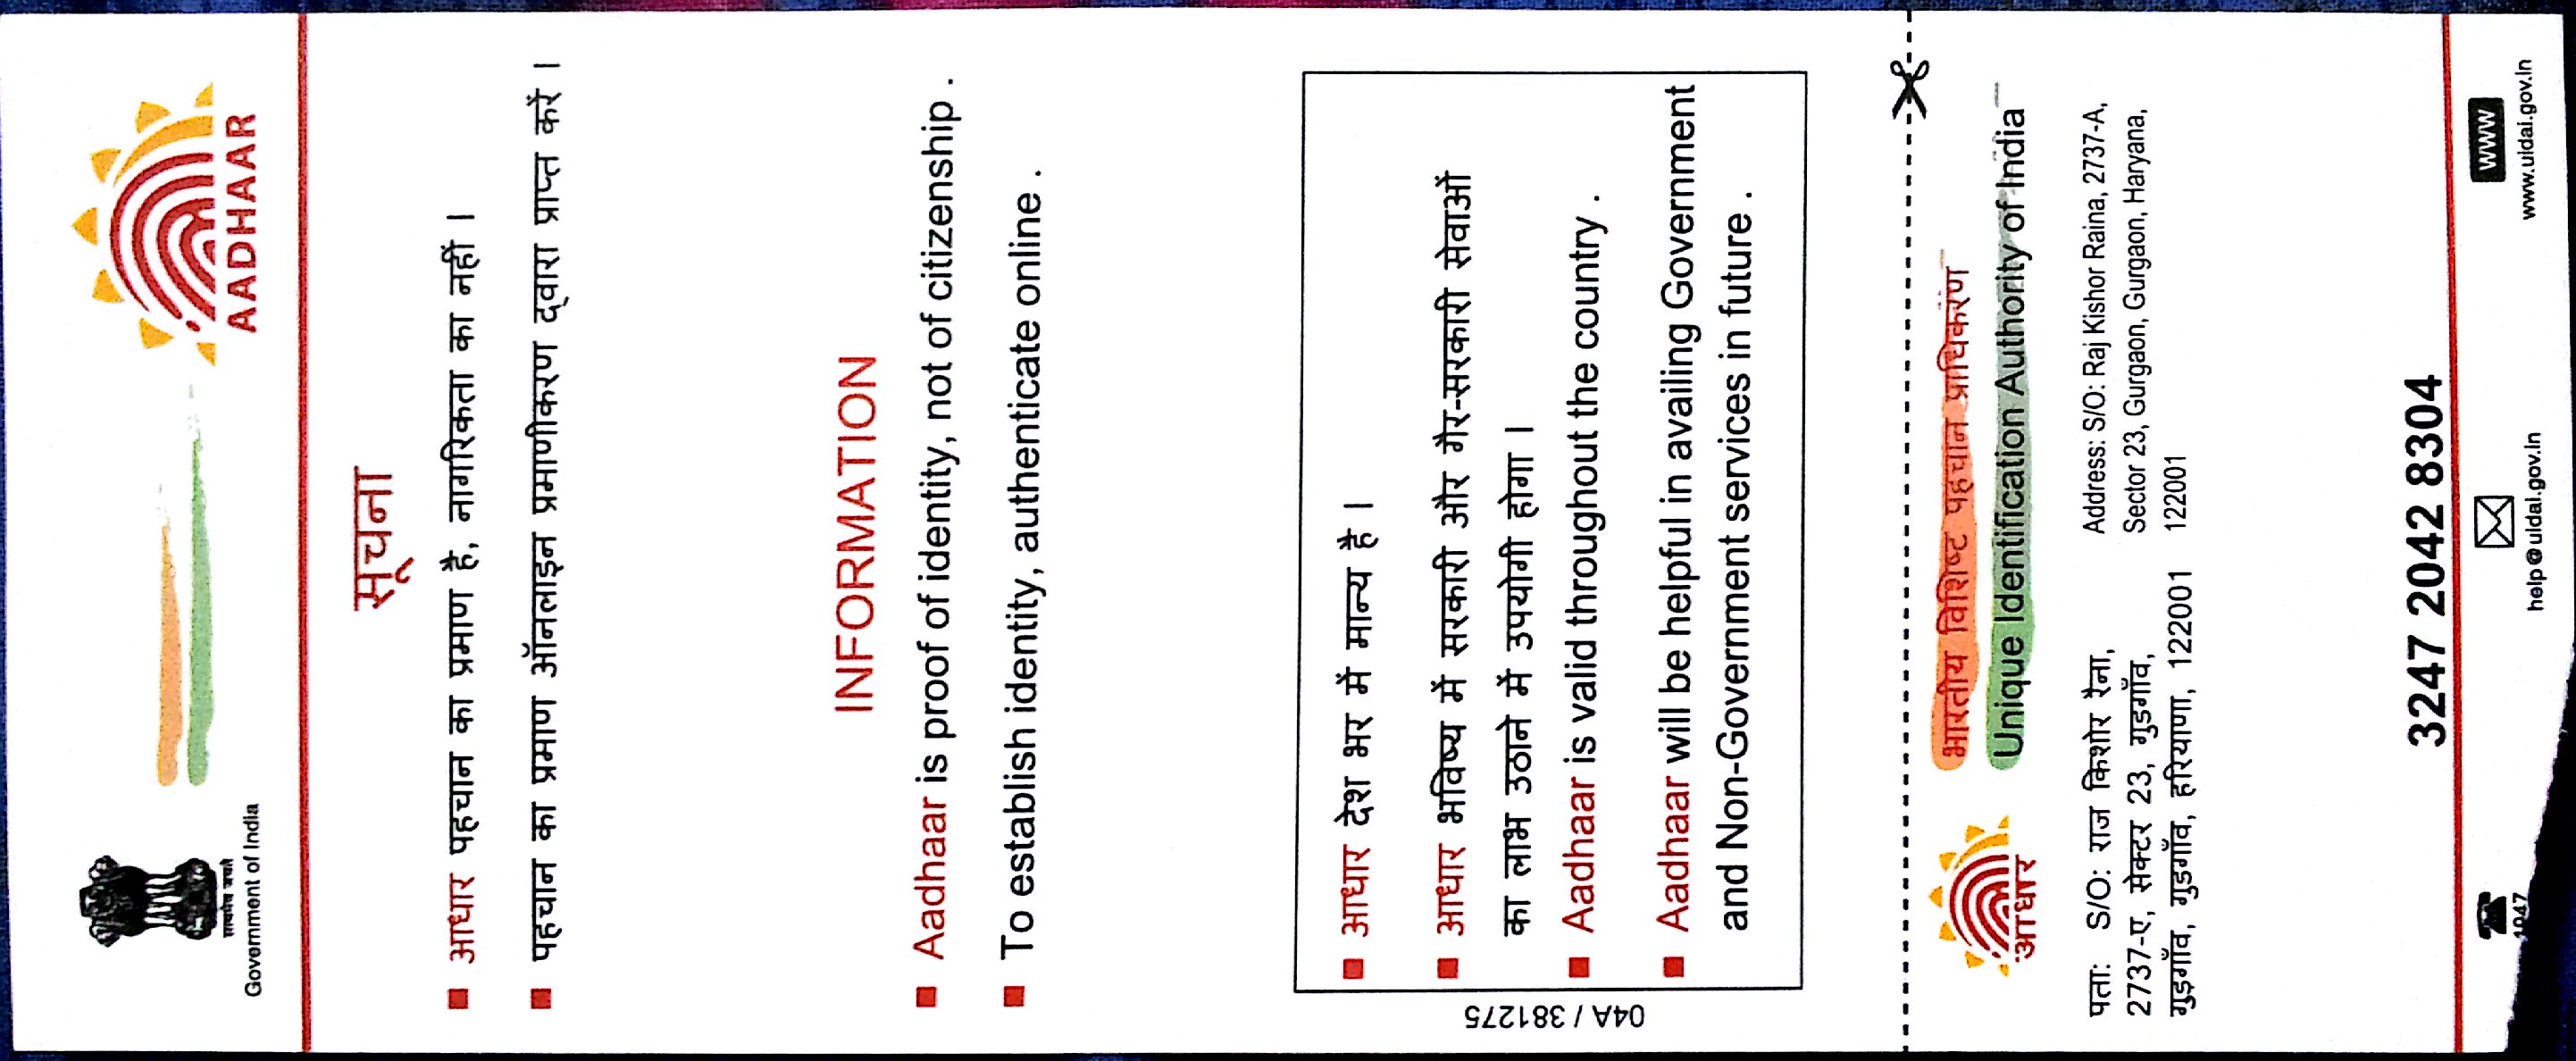 सत्यमेव जयते
Government of India
AADHAAR
सूचना
आधार पहचान का प्रमाण है, नागरिकता का नहीं ।
पहचान का प्रमाण ऑनलाइन प्रमाणीकरण द्वारा प्राप्त करें ।
INFORMATION
Aadhaar is proof of identity, not of citizenship .
To establish identity, authenticate online .
आधार देश भर में मान्य है ।
आधार भविष्य में सरकारी और गैर-सरकारी सेवाओं
का लाभ उठाने में उपयोगी होगा ।
Aadhaar is valid throughout the country .
Aadhaar will be helpful in availing Government
and Non-Government services in future .
04A / 381275
भारतीय विशिष्ट पहचान प्राधिकरण
Unique Identification Authority of India
आधार
पता: S/O: राज किशोर रैना,
2737-ए, सेक्टर 23, गुडगाँव,
गुड़गाँव, गुडगाँव, हरियाणा, 122001
Address: S/O: Raj Kishor Raina, 2737-A,
Sector 23, Gurgaon, Gurgaon, Haryana,
122001
3247 2042 8304
1947
help@uidai.gov.in
WWW
www.uidai.gov.in